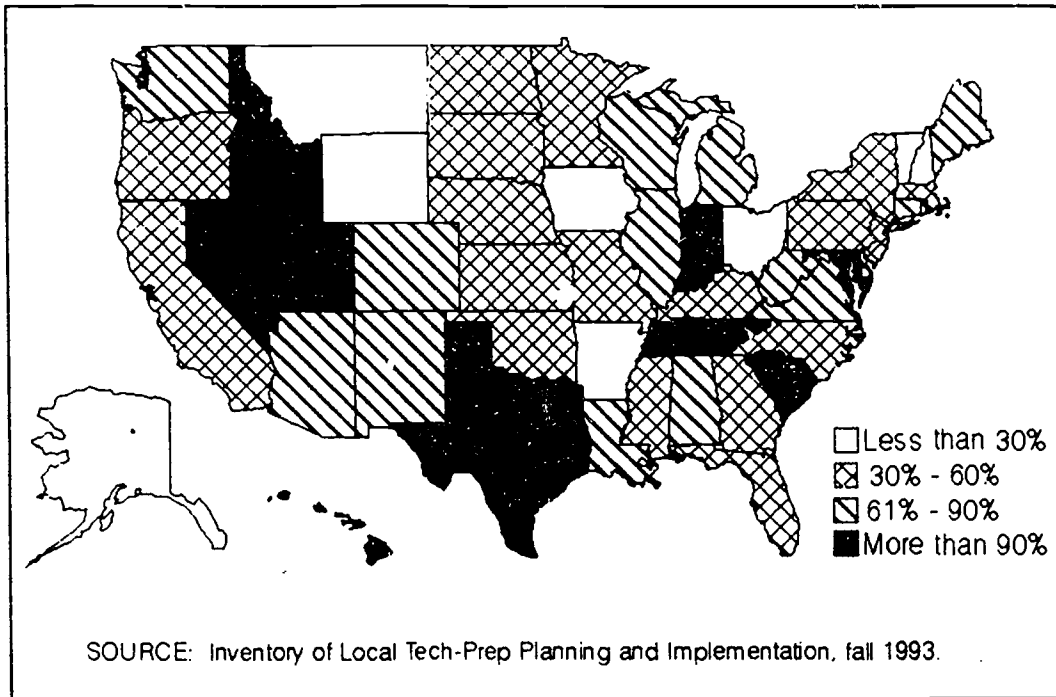 Less than 30%
30% - 60%
61% - 90%
More than 90%
SOURCE: Inventory of Local Tech-Prep Planning and Implementation, fall 1993.